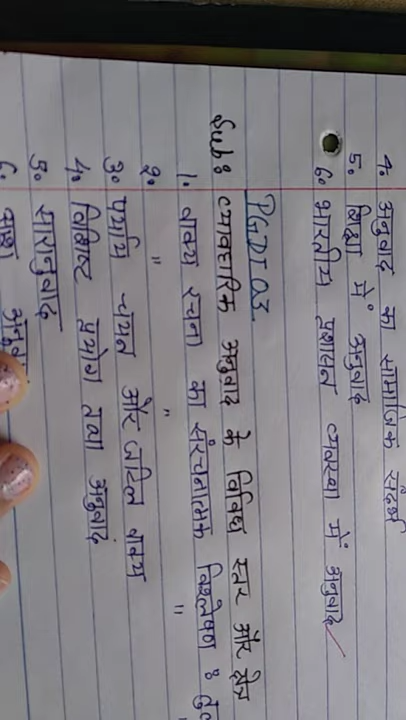 4. अनुवाद का सामाजिक संदर्भ
5. शिक्षा में अनुवाद
6. भारतीय प्रशासन व्यवस्था में अनुवाद
PGDT 03
Sub: व्यावहारिक अनुवाद के विविध स्तर और क्षेत्र
1. वाक्य रचना का संरचनात्मक विश्लेषण :
2. " " "
3. पर्याय चयन और जटिल वाक्य
4. विशिष्ट प्रयोग तथा अनुवाद
5. सारानुवाद
6.